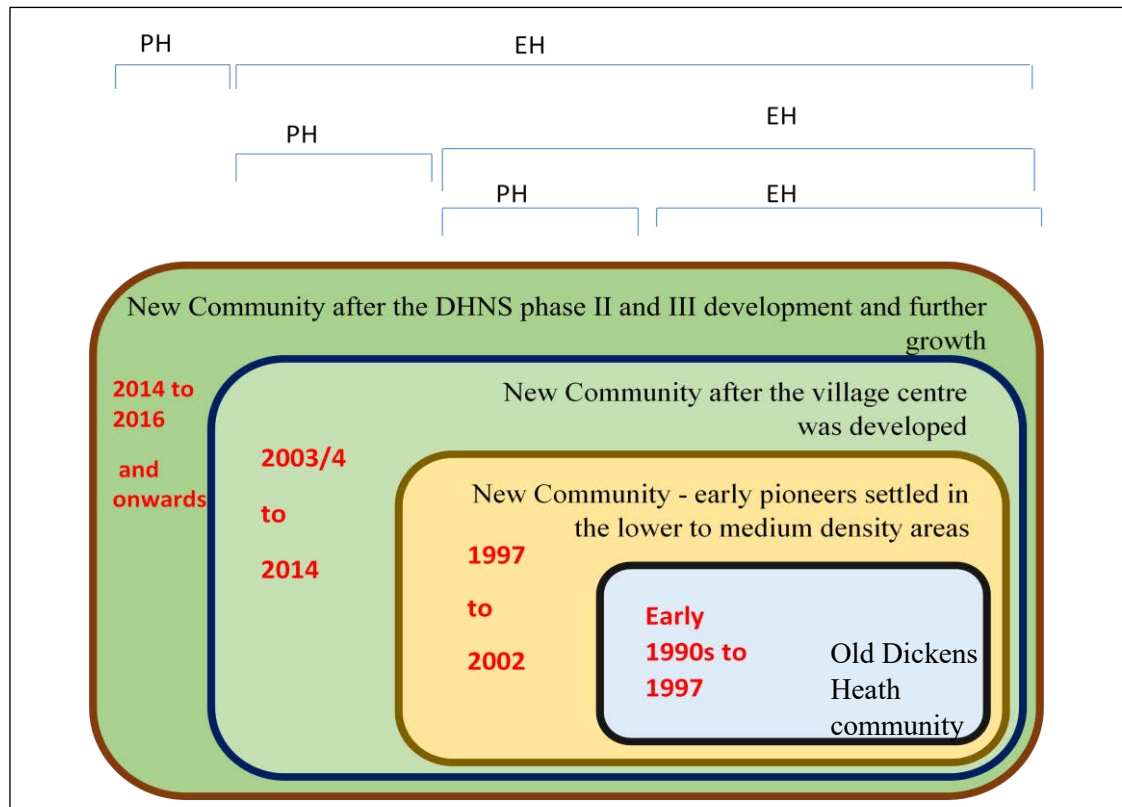 PH
EH
PH
EH
PH
EH
New Community after the DHNS phase II and III development and further
growth
2014 to
2016
and
onwards
New Community after the village centre
was developed
2003/4
to
2014
New Community - early pioneers settled in
the lower to medium density areas
1997
to
2002
Early
1990s to
1997
Old Dickens
Heath
community